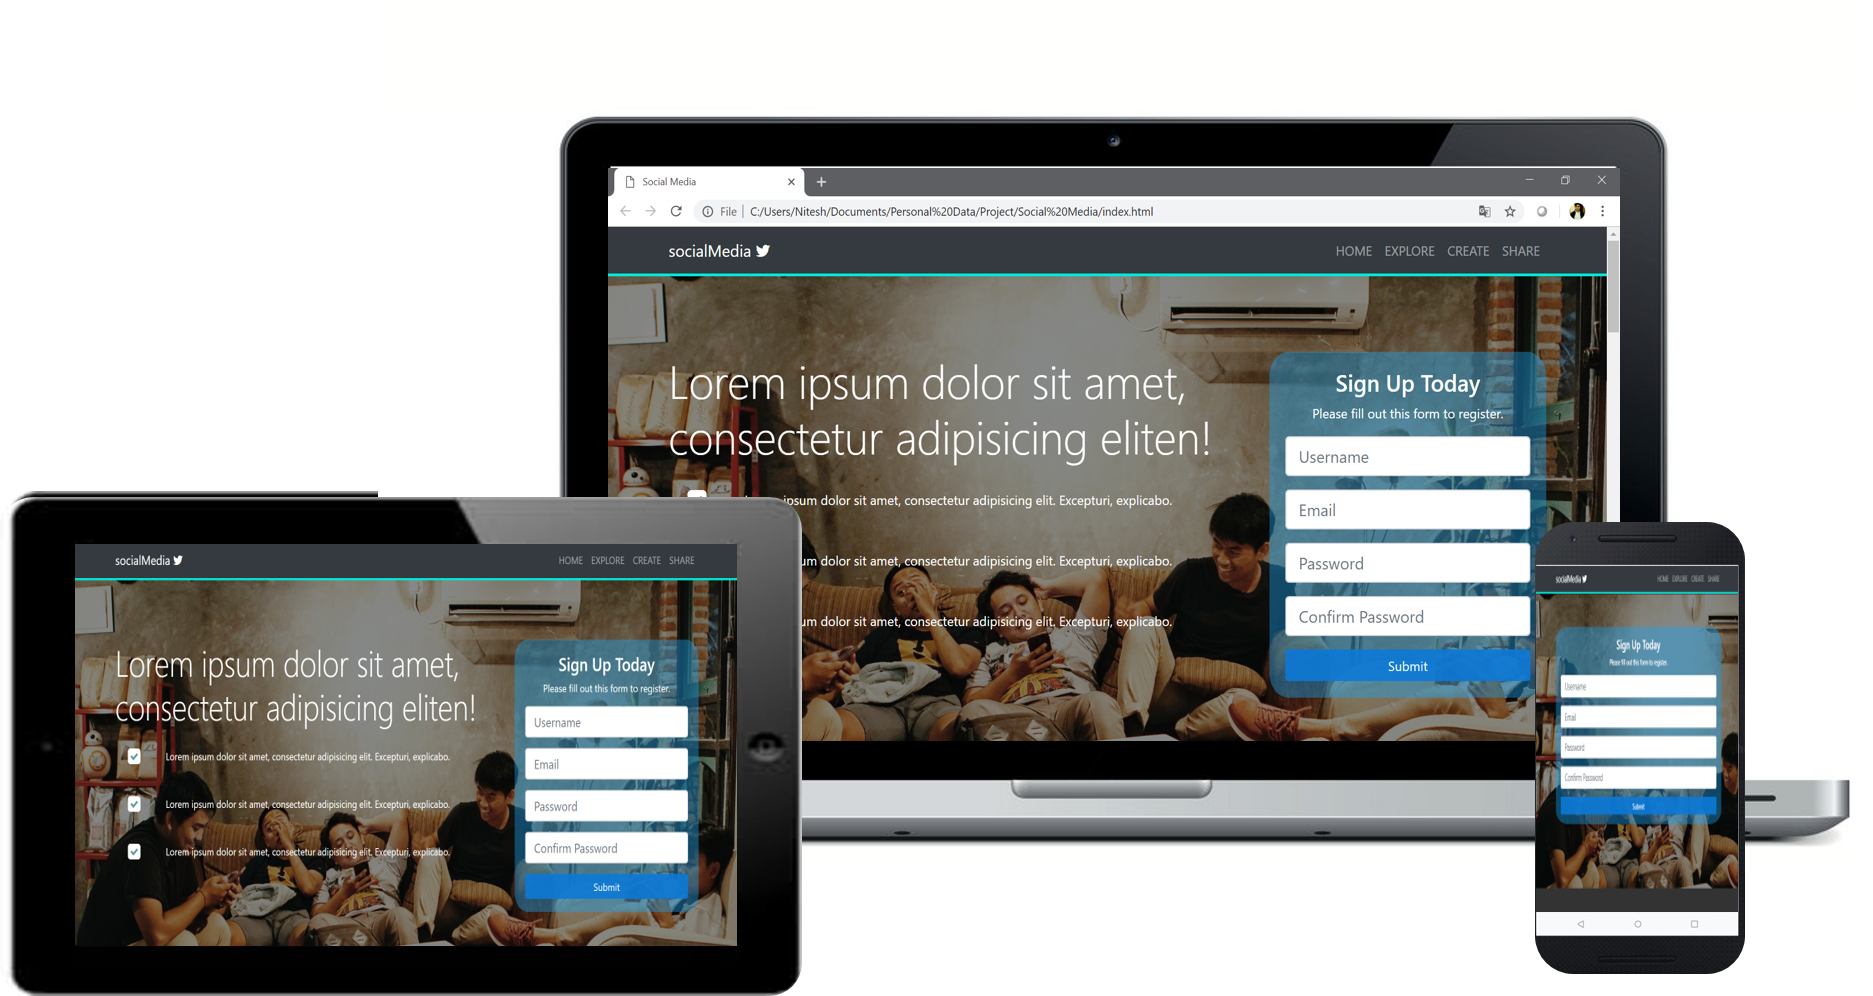 Social Media
File C:/Users/Nitesh/Documents/Personal%20Data/Project/Social%20Media/index.html
socialMedia
HOME EXPLORE CREATE SHARE
Lorem ipsum dolor sit amet,
consectetur adipisicing eliten!
ipsum dolor sit amet, consectetur adipisicing elit. Excepturi, explicabo.
dolor sit amet, consectetur adipisicing elit. Excepturi, explicabo.
dolor sit amet, consectetur adipisicing elit. Excepturi, explicabo.
Sign Up Today
Please fill out this form to register.
Username
Email
Password
Confirm Password
Submit
socialMedia
HOME EXPLORE CREATE SHARE
Lorem ipsum dolor sit amet,
consectetur adipisicing eliten!
Lorem ipsum dolor sit amet, consectetur adipisicing elit. Excepturi, explicabo.
Lorem ipsum dolor sit amet, consectetur adipisicing elit. Excepturi, explicabo.
Lorem ipsum dolor sit amet, consectetur adipisicing elit. Excepturi, explicabo.
Sign Up Today
Please fill out this form to register.
Username
Email
Password
Confirm Password
Submit
socialMedia
HOME EXPLORE CREATE SHARE
Sign Up Today
Please fill out this form to register.
Username
Email
Password
Confirm Password
Submit